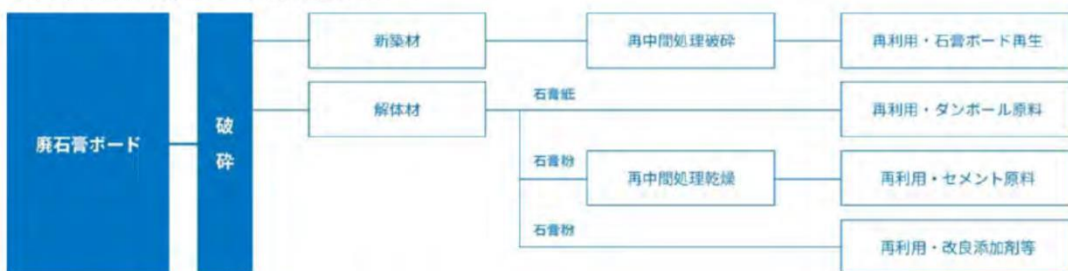 廃石膏ボード
破砕
新築材
再中間処理破砕
再利用・石膏ボード再生
解体材
石膏紙
再利用・ダンボール原料
石膏粉
再中間処理乾燥
再利用・セメント原料
石膏粉
再利用・改良添加剤等